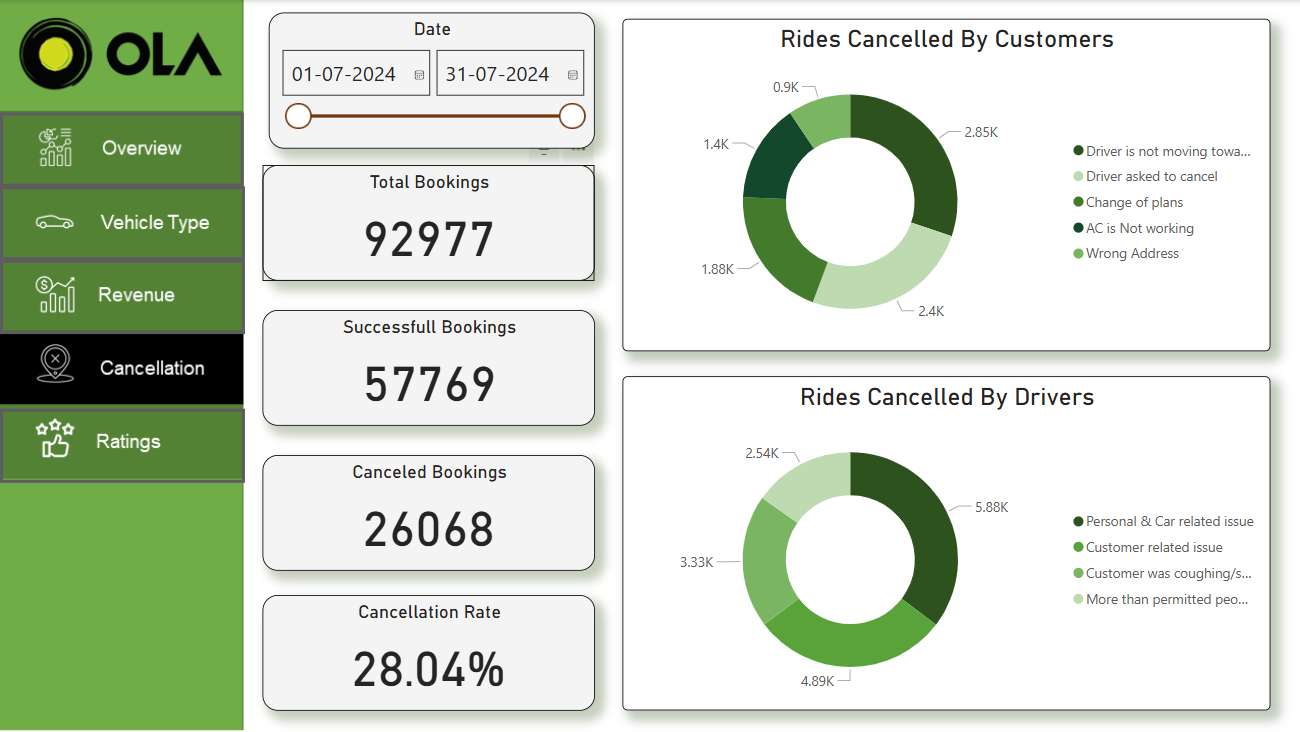 OLA
Overview
Vehicle Type
Revenue
Cancellation
Ratings
Date
01-07-2024
31-07-2024
Total Bookings
92977
Successfull Bookings
57769
Canceled Bookings
26068
Cancellation Rate
28.04%
Rides Cancelled By Customers
0.9K
2.85K
1.4K
1.88K
2.4K
Driver is not moving towa...
Driver asked to cancel
Change of plans
AC is Not working
Wrong Address
Rides Cancelled By Drivers
2.54K
5.88K
3.33K
4.89K
Personal & Car related issue
Customer related issue
Customer was coughing/s...
More than permitted peo...